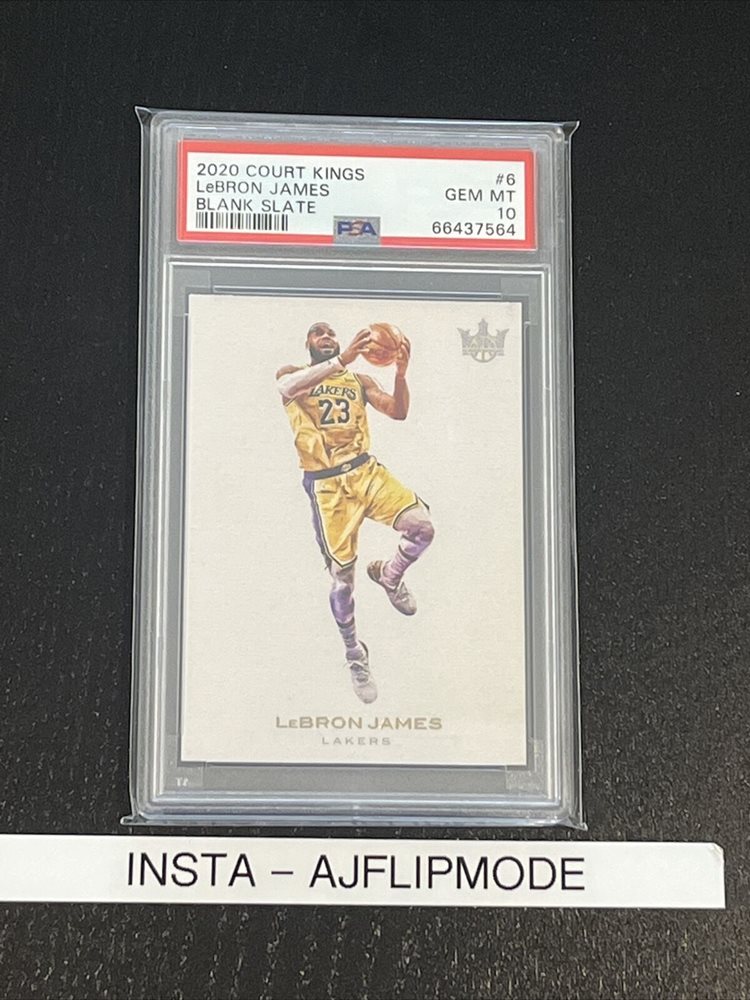 2020 COURT KINGS #6
LeBRON JAMES GEM MT
BLANK SLATE 10
PSA 66437564
LAKERS
23
LeBRON JAMES
LAKERS
INSTA – AJFLIPMODE